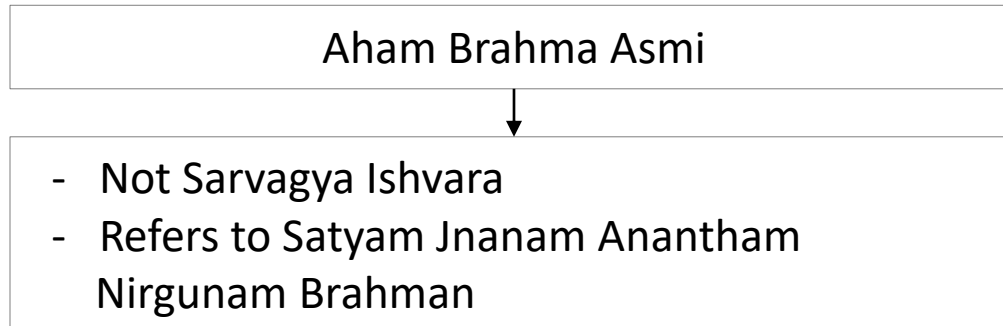 Aham Brahma Asmi
- Not Sarvagya Ishvara
- Refers to Satyam Jnanam Anantham
Nirgunam Brahman